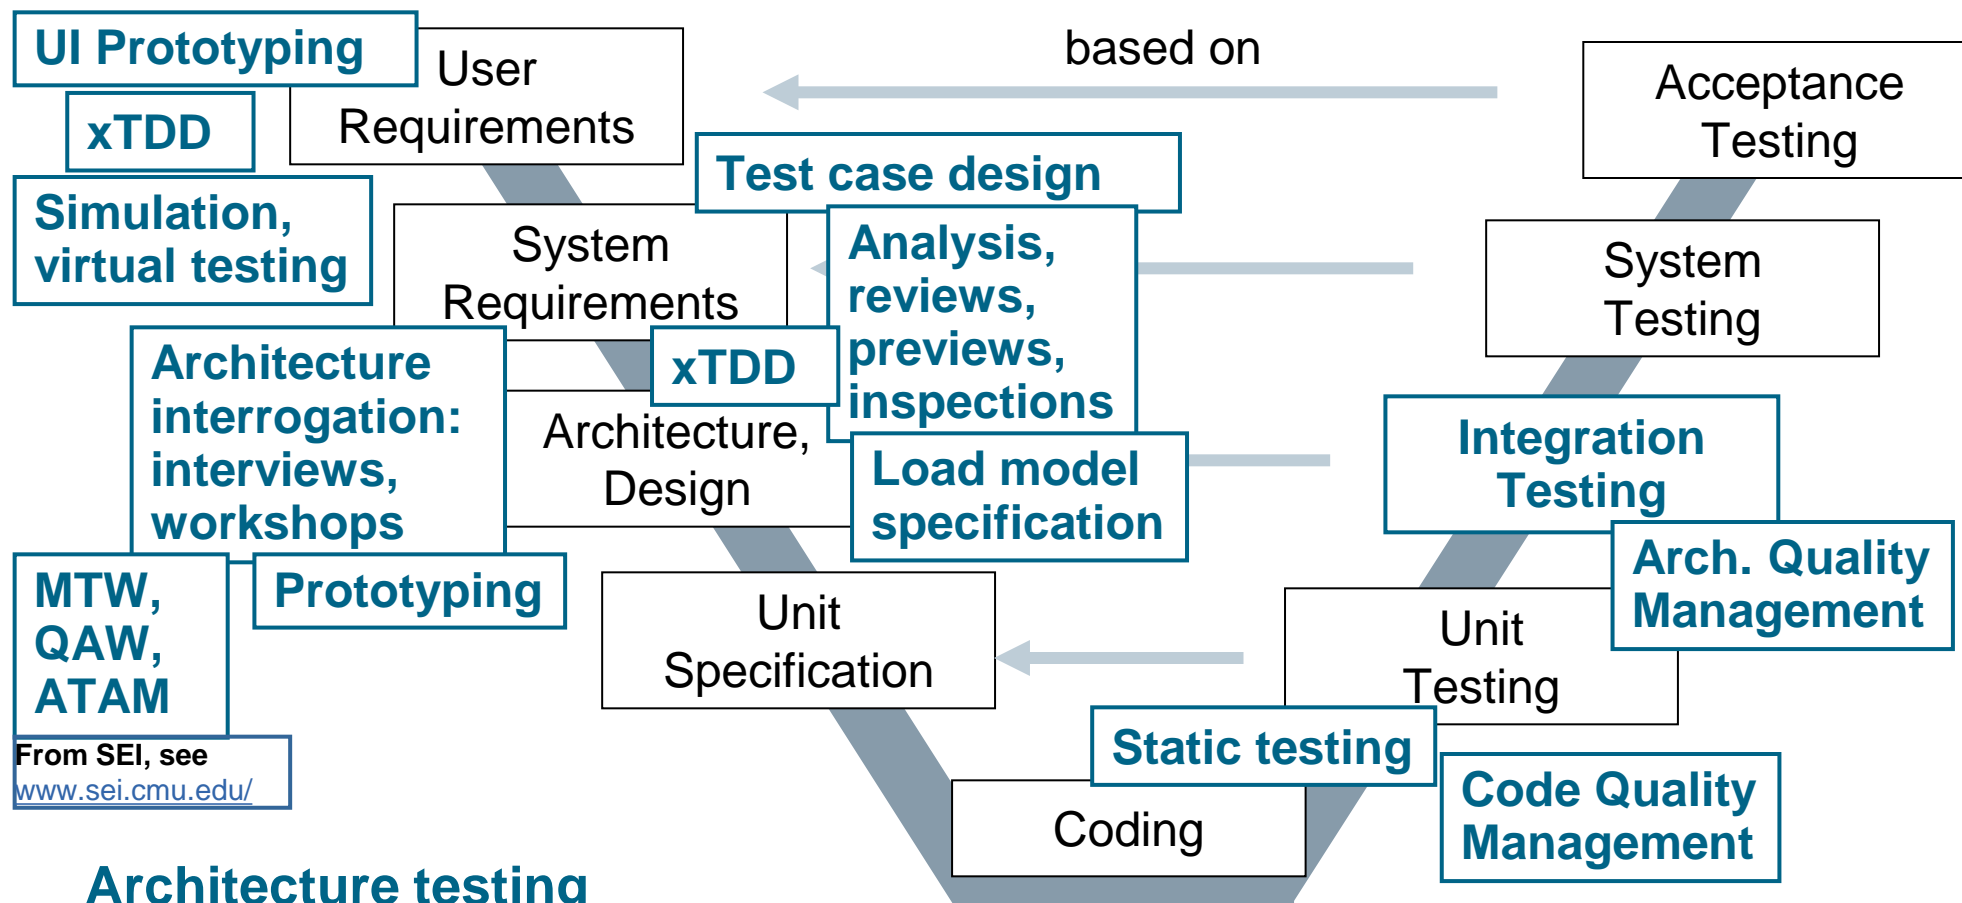 UI Prototyping
User
Requirements
based on
Acceptance
Testing
xTDD
Test case design
Simulation,
virtual testing
System
Requirements
Analysis,
reviews,
previews,
inspections
System
Testing
Architecture
interrogation:
interviews,
workshops
xTDD
Architecture,
Design
Load model
specification
Integration
Testing
Arch. Quality
Management
MTW,
QAW,
ATAM
Prototyping
Unit
Specification
Unit
Testing
From SEI, see
www.sei.cmu.edu/
Static testing
Coding
Code Quality
Management
Architecture testing